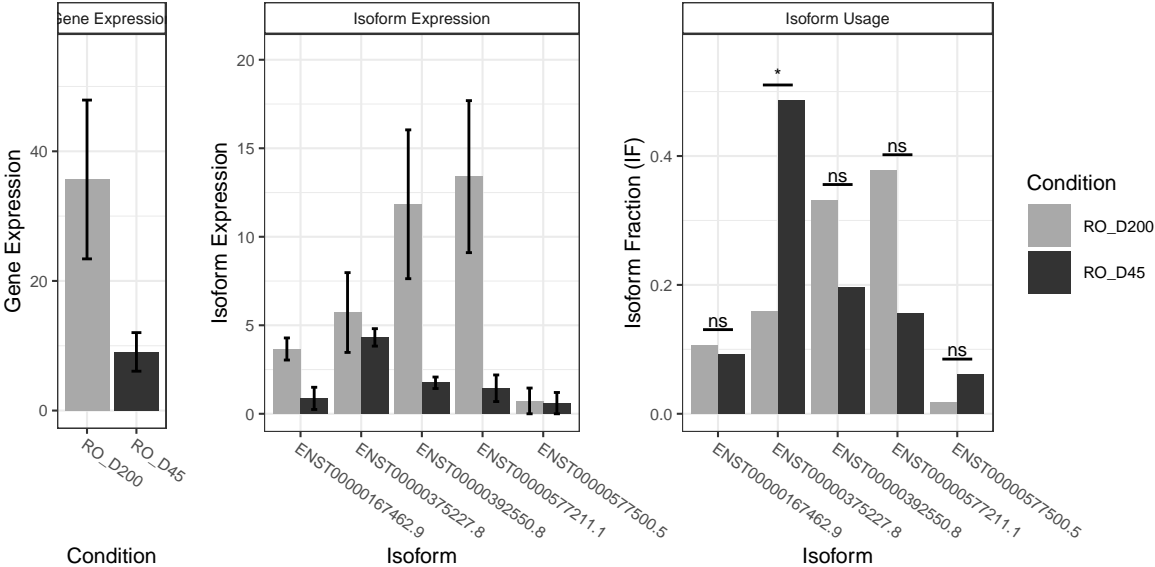 Gene Expression
Isoform Expression
Isoform Usage
Gene Expression
40
20
0
RO_D200
RO_D45
Condition
Isoform Expression
20
15
10
5
0
ENST00000167462.9
ENST00000375227.8
ENST00000392550.8
ENST00000577211.1
ENST00000577500.5
Isoform
Isoform Fraction (IF)
0.4
0.2
0.0
ns
*
ns
ns
ns
ENST00000167462.9
ENST00000375227.8
ENST00000392550.8
ENST00000577211.1
ENST00000577500.5
Isoform
Condition
RO_D200
RO_D45